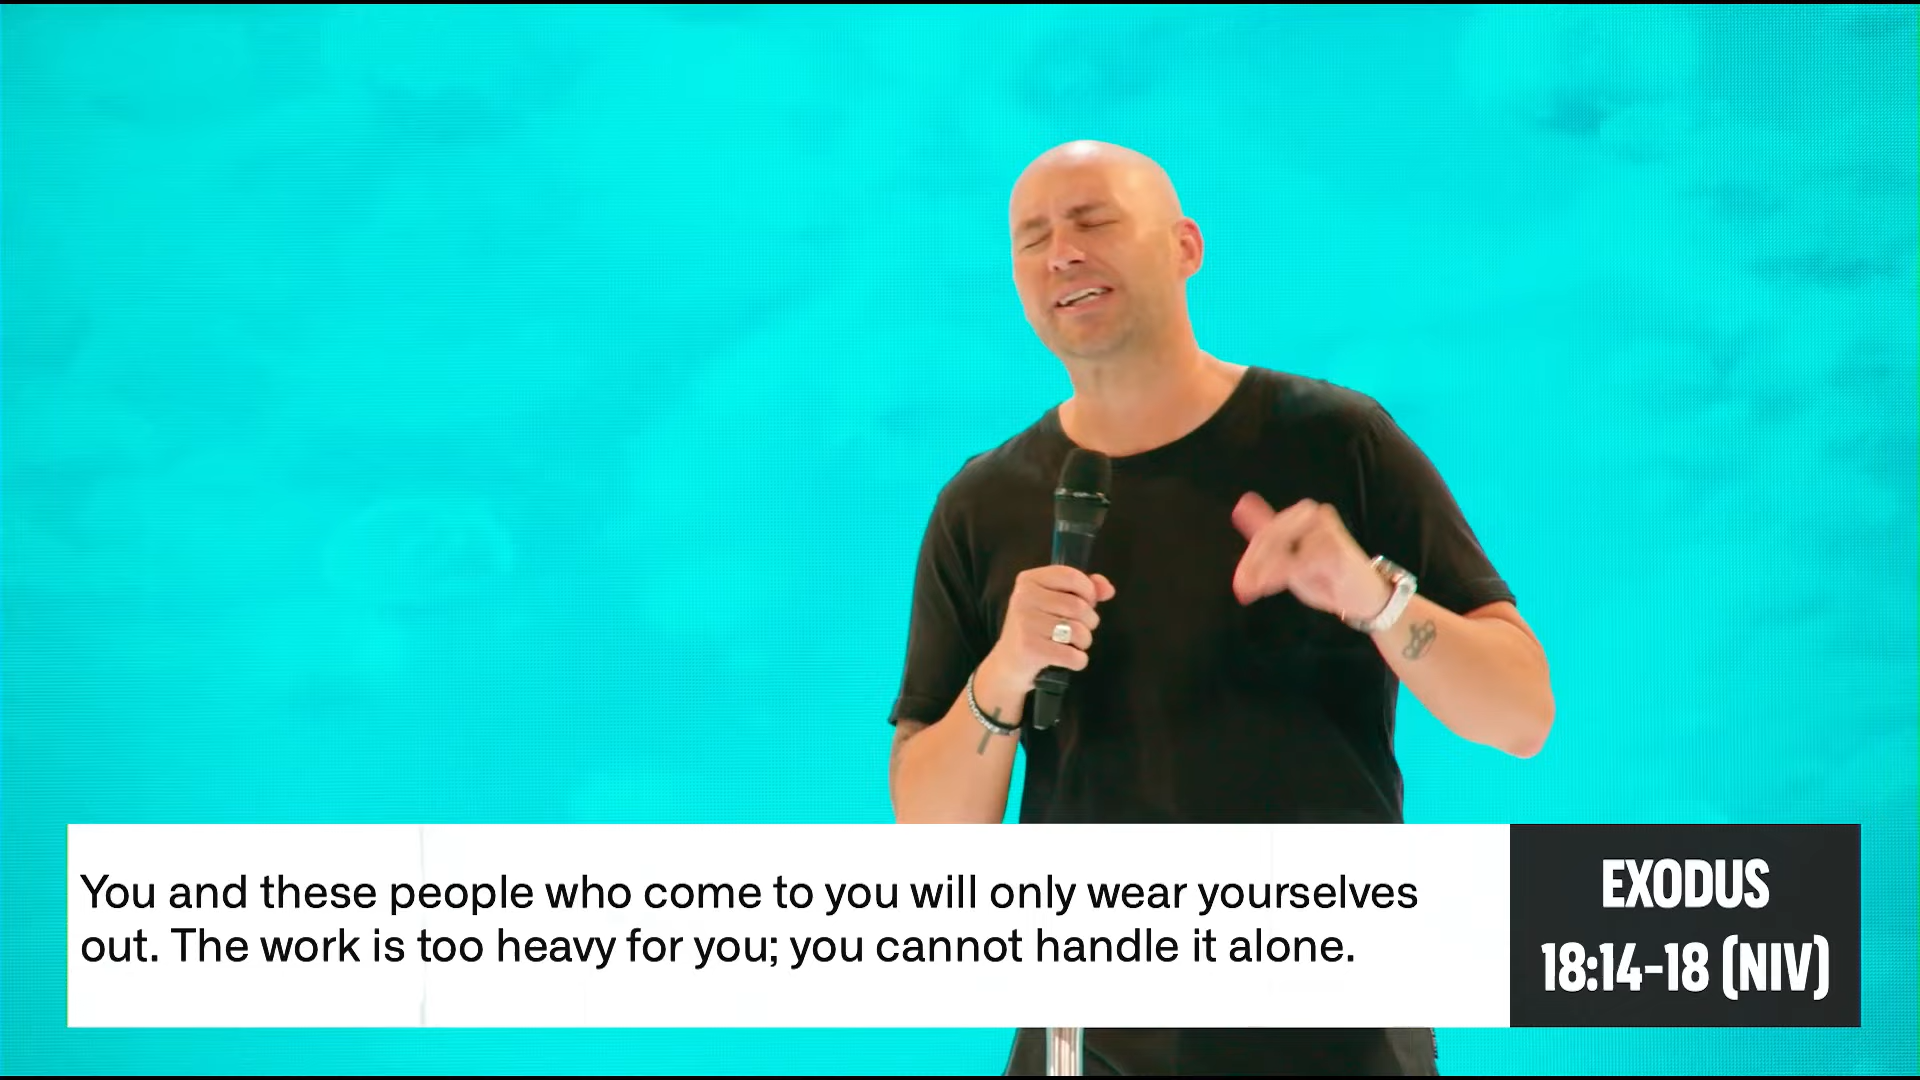 You and these people who come to you will only wear yourselves
out. The work is too heavy for you; you cannot handle it alone.
EXODUS
18:14-18 (NIV)